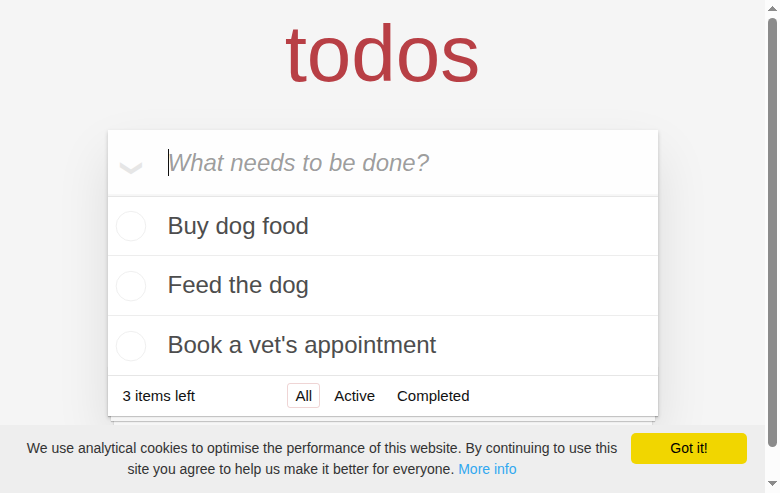 todos
What needs to be done?
Buy dog food
Feed the dog
Book a vet's appointment
3 items left All Active Completed
We use analytical cookies to optimise the performance of this website. By continuing to use this
site you agree to help us make it better for everyone. More info
Got it!